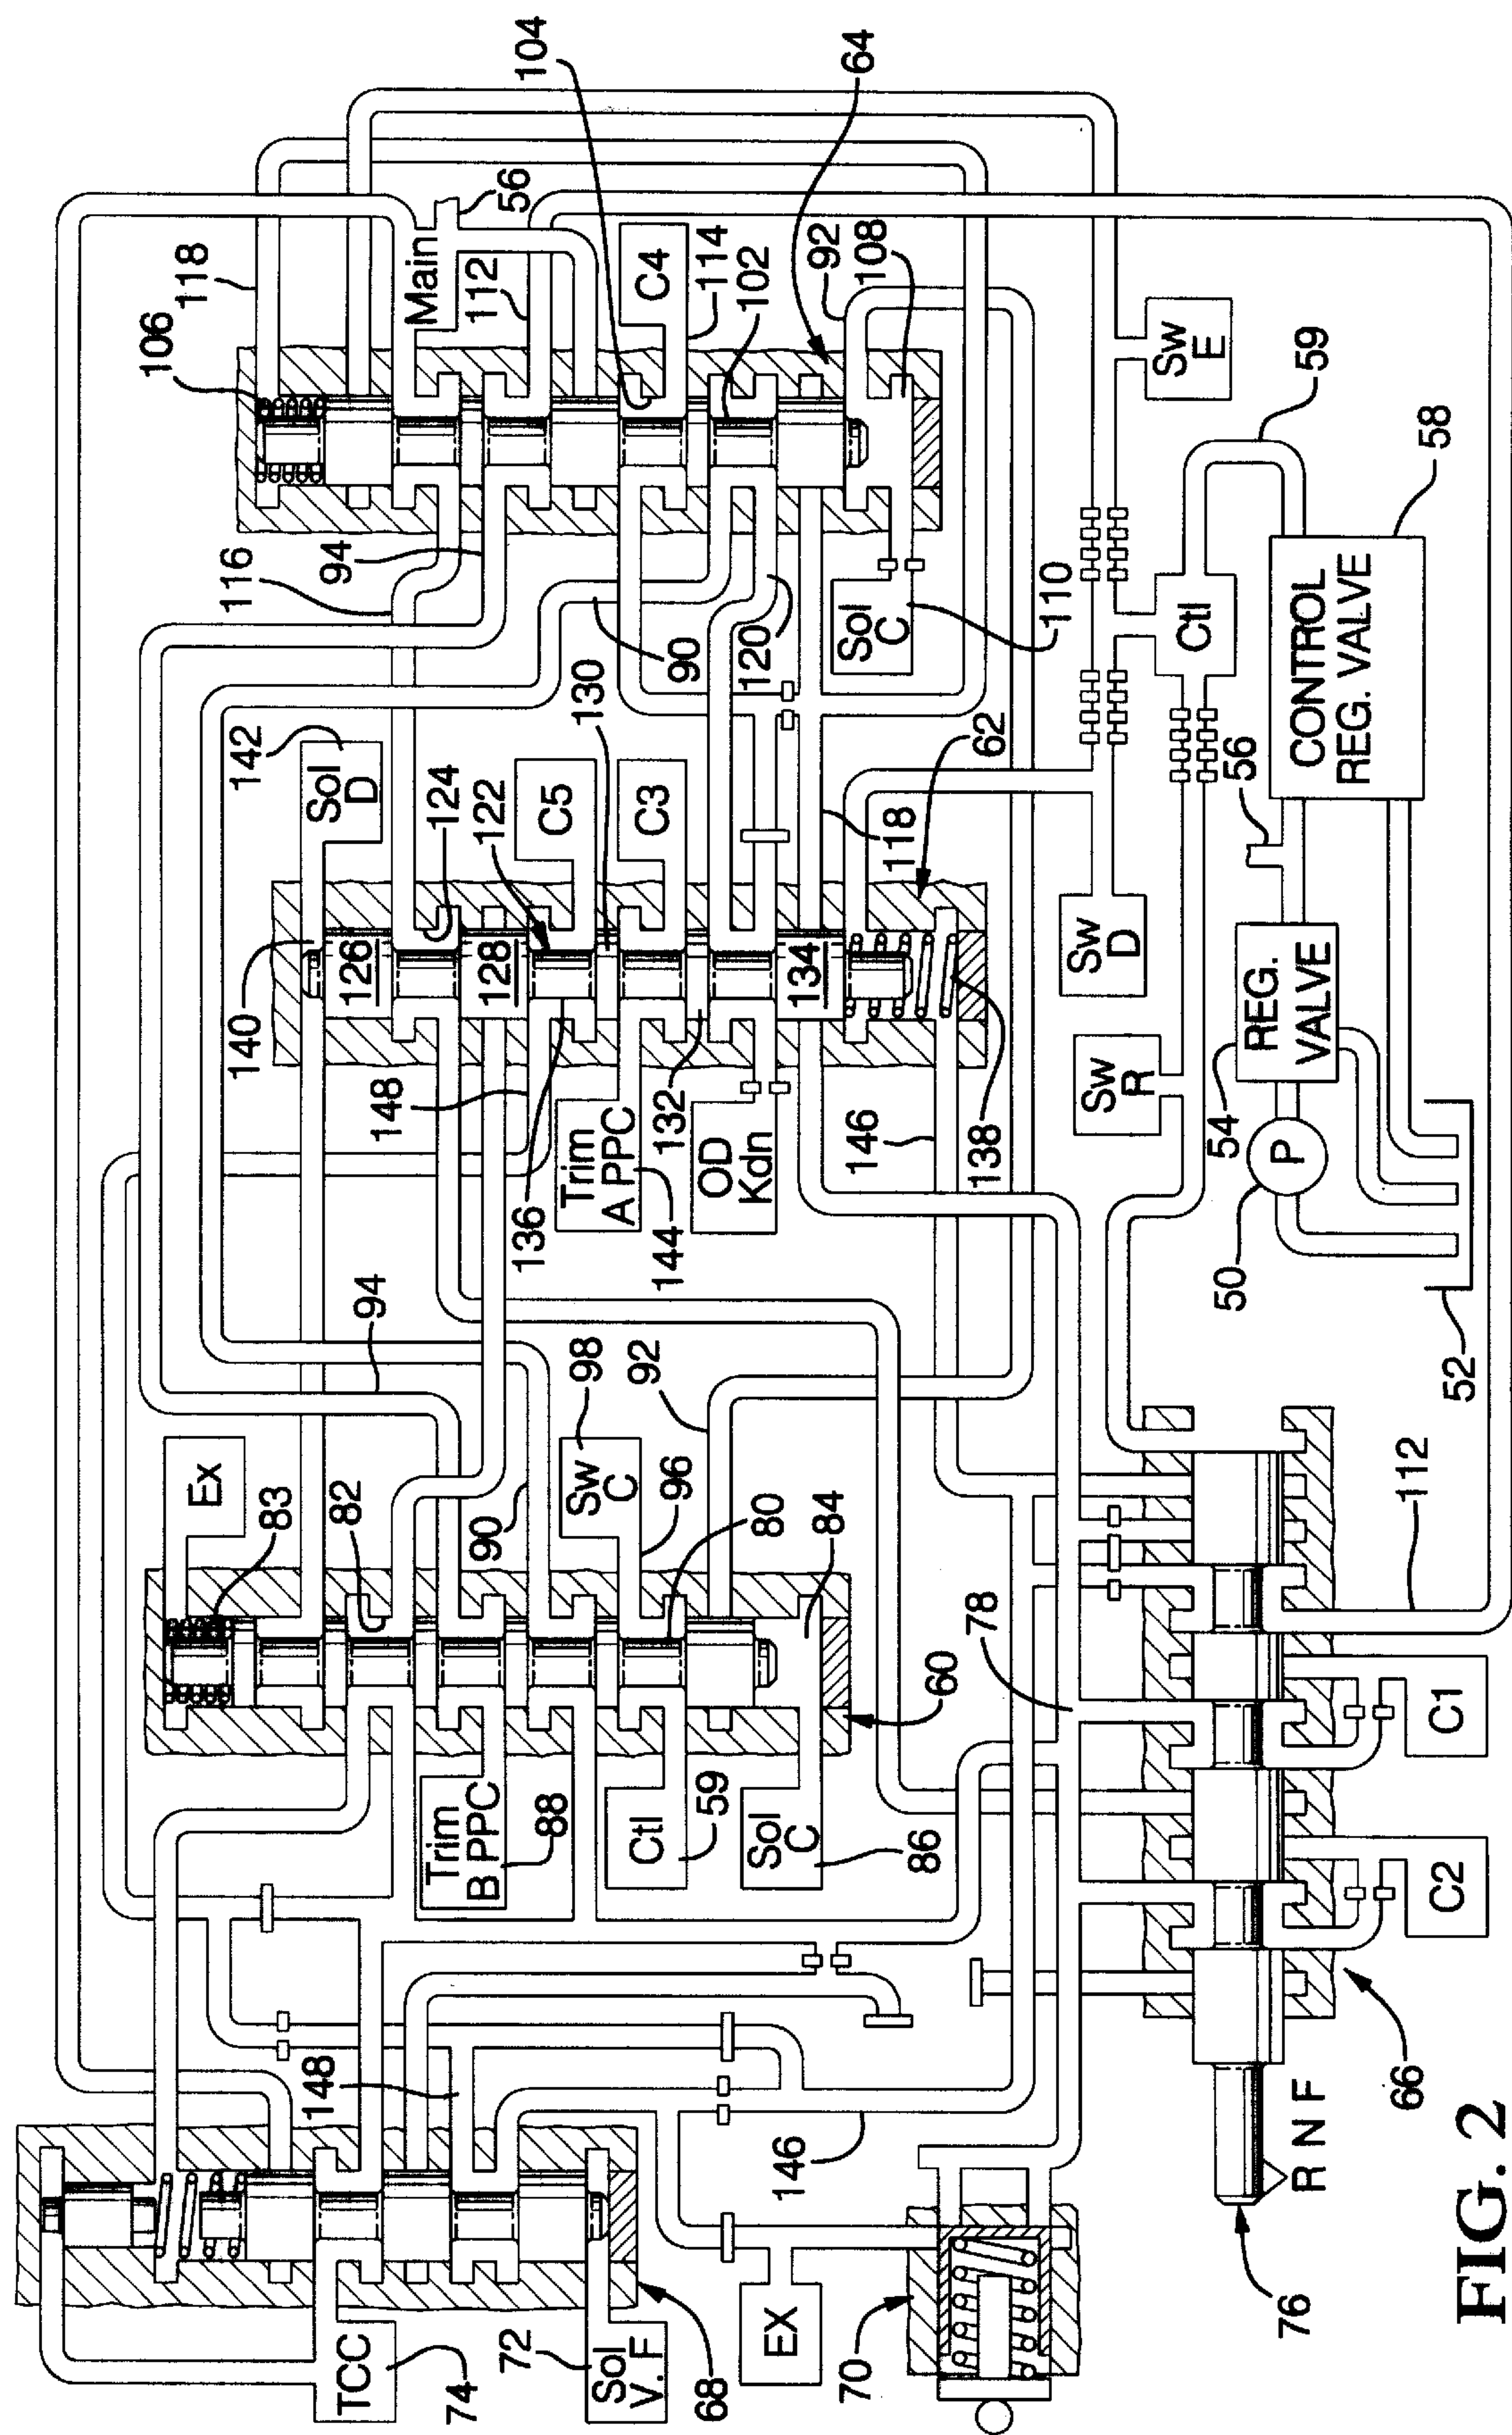 104
64
118
106
Main
56
112
C4
114
102
92
108
116
94
90
120
Sol
C
110
Sw
E
59
58
CONTROL
REG. VALVE
Ctl
142
Sol
D
124
122
130
C5
C3
118
62
Sw
D
56
140
126
128
134
148
136
Trim
A PPC
144
132
OD
Kdn
146
138
Sw
R
54
REG.
VALVE
50
P
52
94
Ex
83
82
90
98
Sw
C
96
92
80
84
60
78
112
Trim
B PPC
88
Ctl
59
Sol
C
86
C1
C2
66
148
146
TCC
74
72
Sol
V. F
68
EX
70
R N F
76
FIG. 2